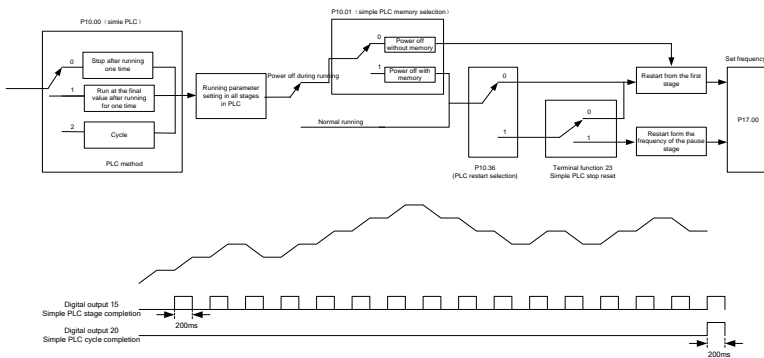 P10.00（simle PLC）
0
Stop after running
one time
1
Run at the final
value after running
for one time
2
Cycle
PLC method
Running parameter
setting in all stages
in PLC
Power off during running
Normal running
P10.01（simple PLC memory seleciton）
0
Power off
without memory
1
Power off with
memory
0
1
P10.36
(PLC restart selection)
0
1
Terminal function 23
Simple PLC stop reset
Restart from the first
stage
Restart form the
frequency of the pause
stage
Set frequency
P17.00
Digital output 15
Simple PLC stage completion
200ms
Digital output 20
Simple PLC cycle completion
200ms